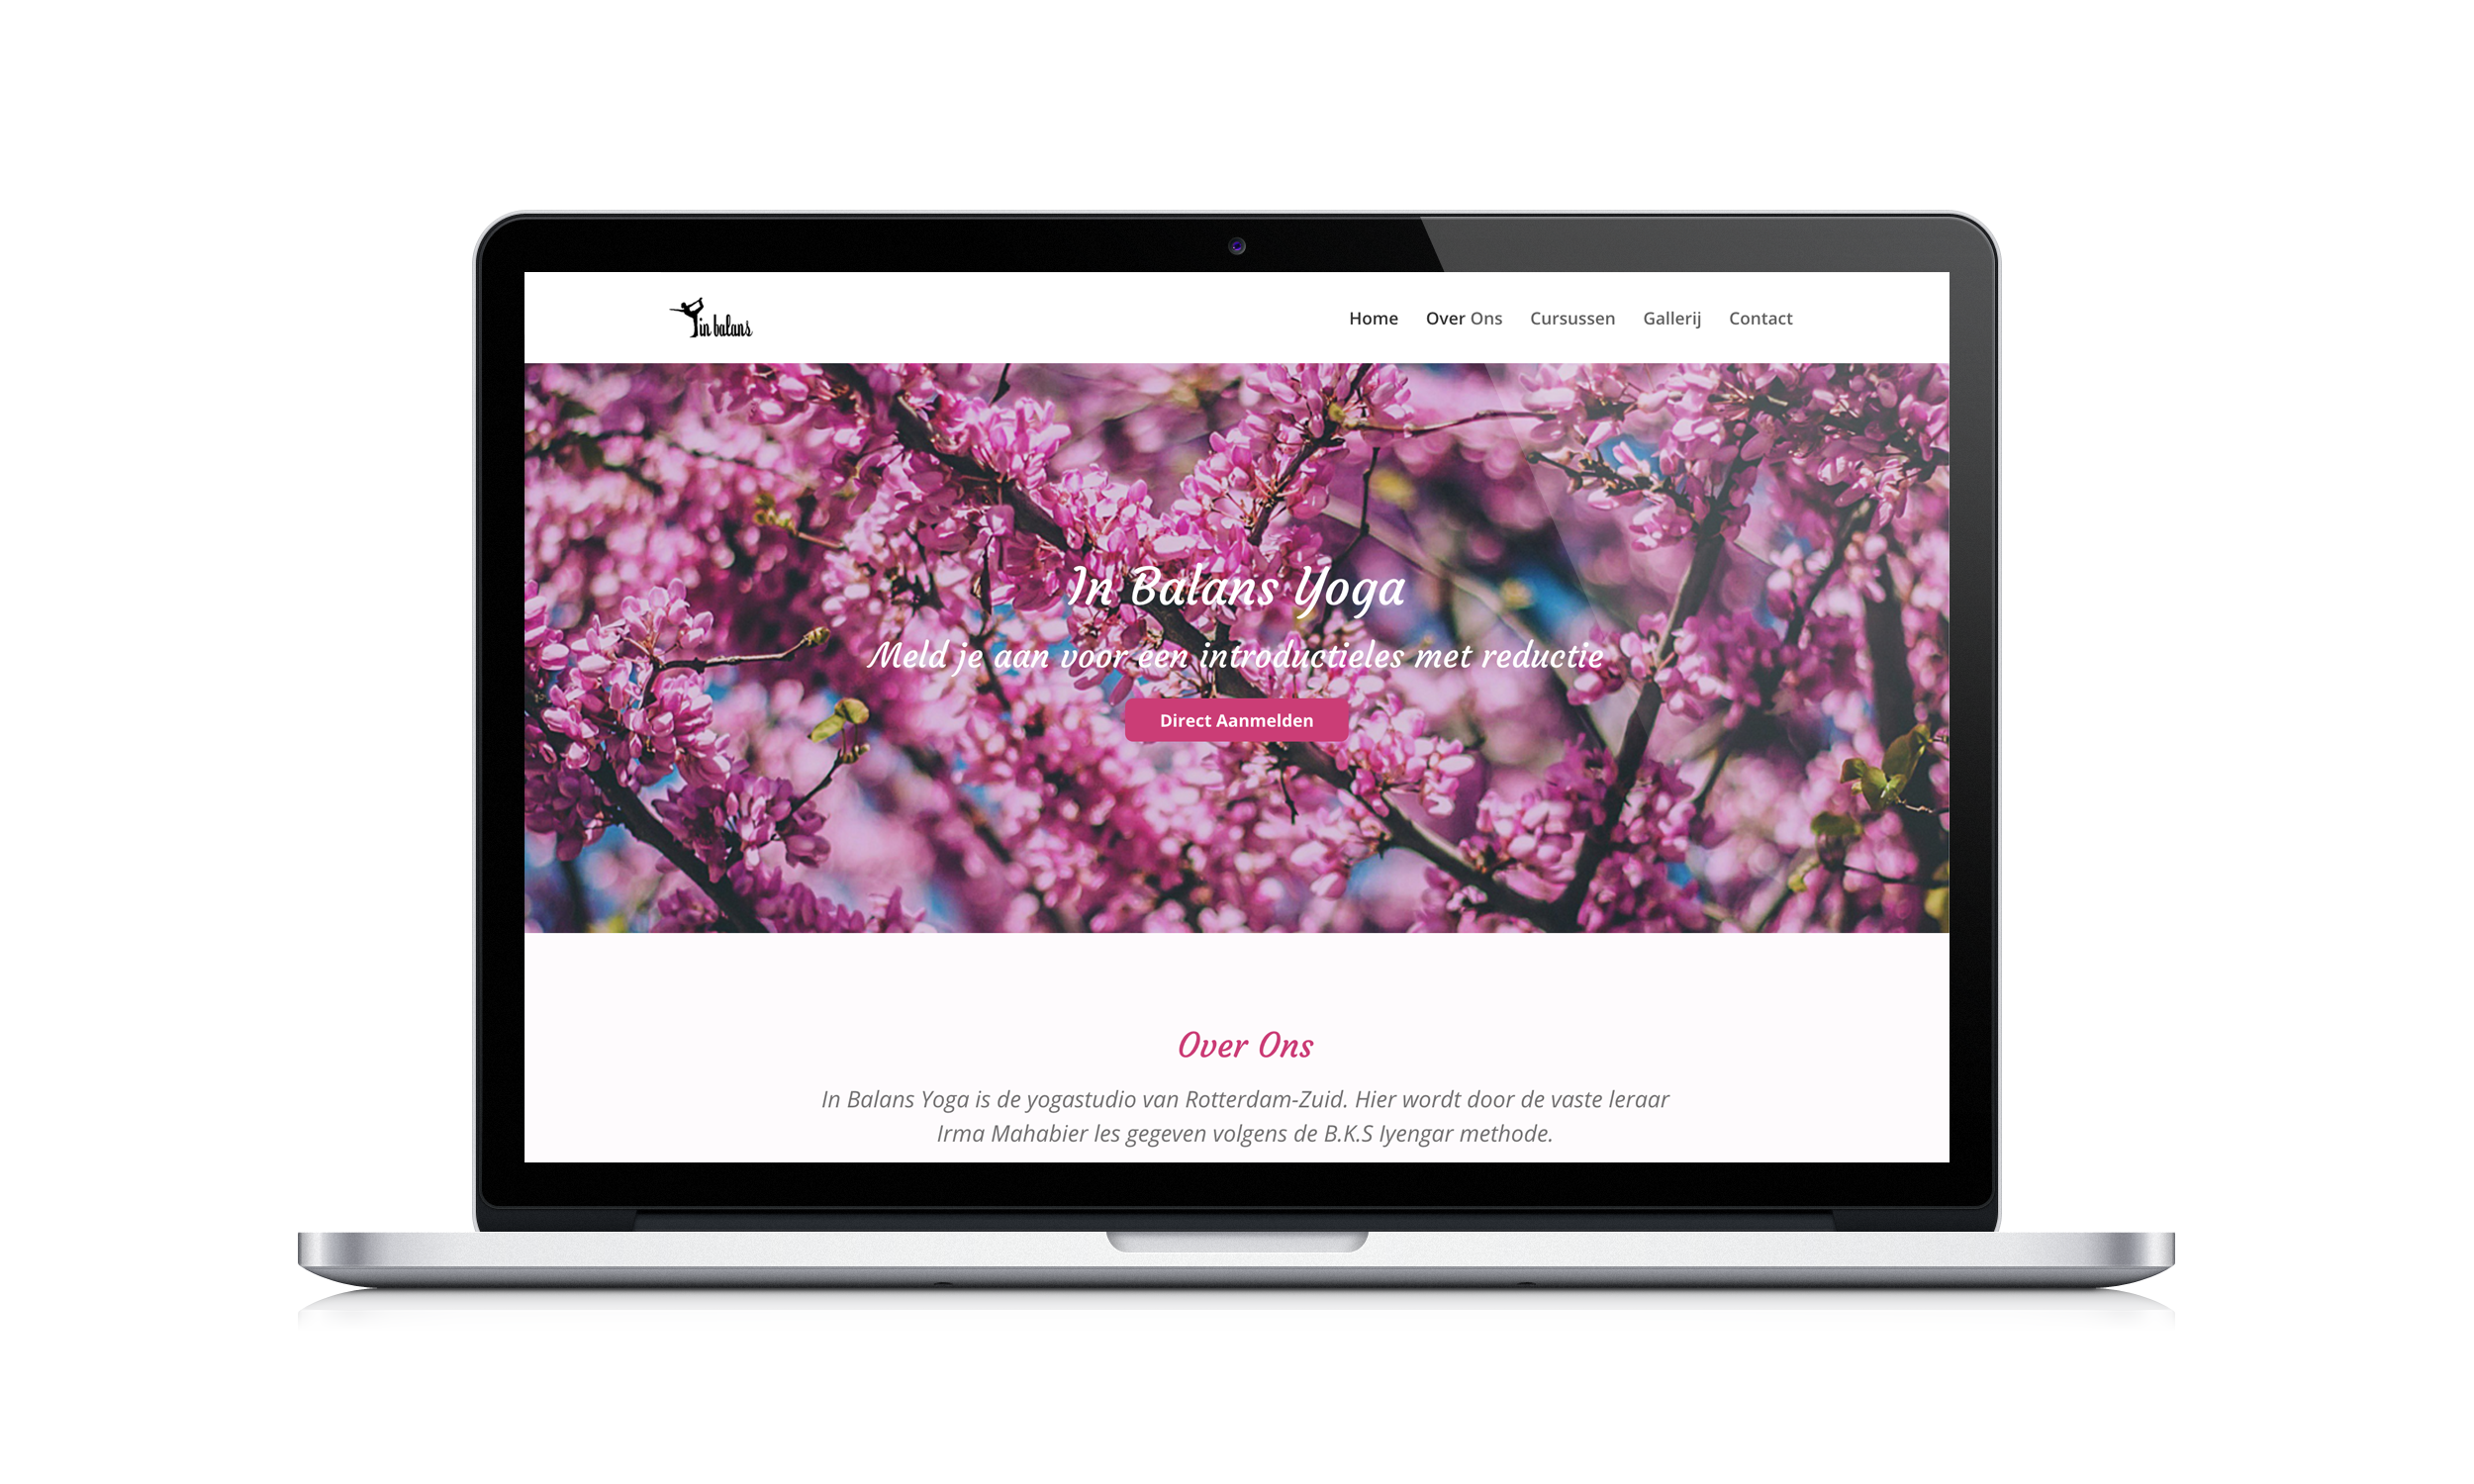 in balans
Home Over Ons Cursussen Gallerij Contact
In Balans Yoga
Meld je aan voor een introductieles met reductie
Direct Aanmelden
Over Ons
In Balans Yoga is de yogastudio van Rotterdam-Zuid. Hier wordt door de vaste leraar
Irma Mahabier les gegeven volgens de B.K.S Iyengar methode.